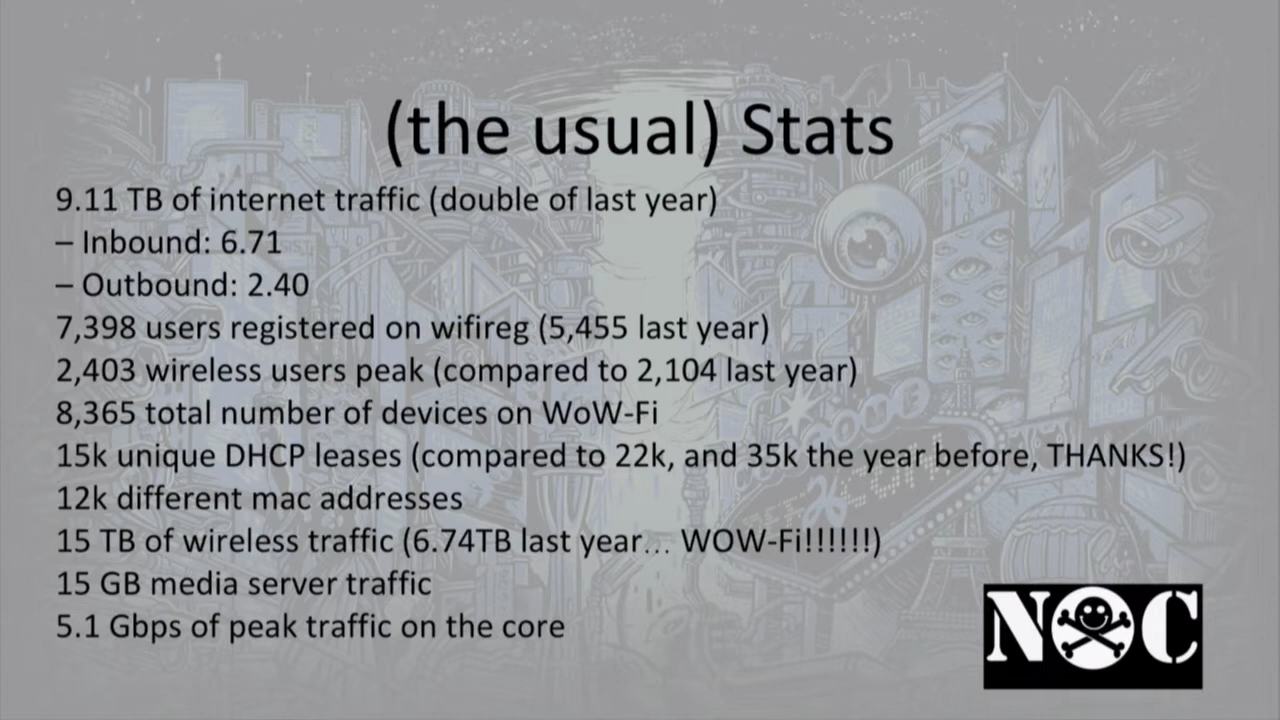 (the usual) Stats
9.11 TB of internet traffic (double of last year)
– Inbound: 6.71
– Outbound: 2.40
7,398 users registered on wifireg (5,455 last year)
2,403 wireless users peak (compared to 2,104 last year)
8,365 total number of devices on WoW-Fi
15k unique DHCP leases (compared to 22k, and 35k the year before, THANKS!)
12k different mac addresses
15 TB of wireless traffic (6.74TB last year… WOW-Fi!!!!!!)
15 GB media server traffic
5.1 Gbps of peak traffic on the core
NOC